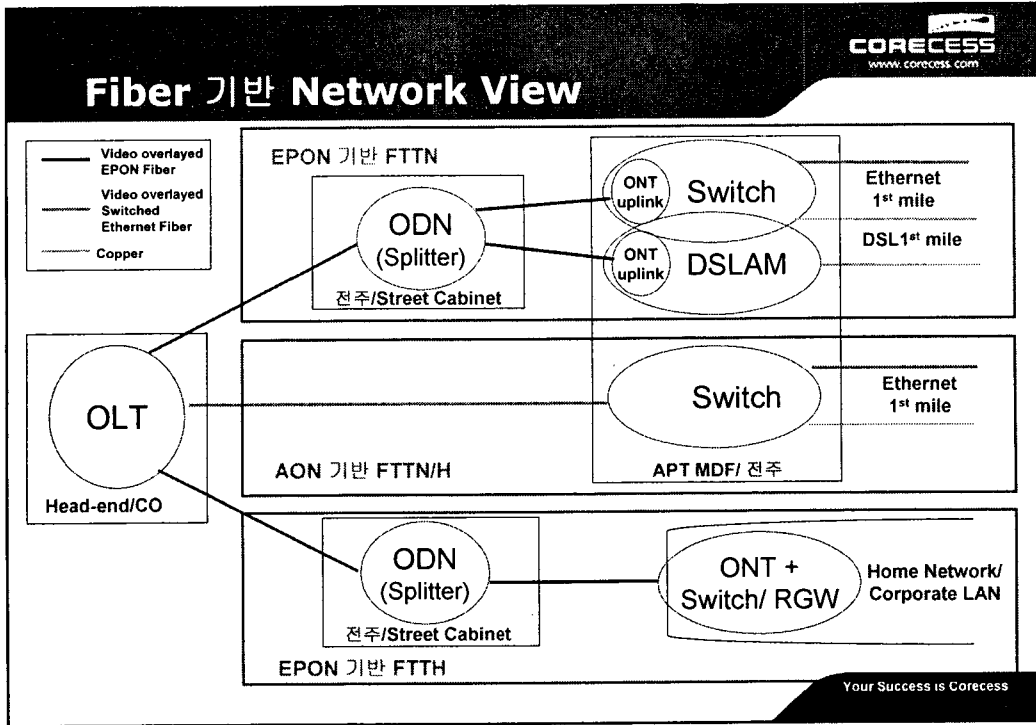 CORECESS
www.corecess.com
Fiber 기반 Network View
Video overlayed
EPON Fiber
Video overlayed
Switched
Ethernet Fiber
Copper
EPON 기반 FTTN
ODN
(Splitter)
전주/Street Cabinet
ONT
uplink
Switch
ONT
uplink
DSLAM
Ethernet
1st mile
DSL1st mile
OLT
Head-end/CO
Switch
Ethernet
1st mile
AON 기반 FTTN/H
APT MDF/ 전주
ODN
(Splitter)
전주/Street Cabinet
ONT +
Switch/ RGW
Home Network/
Corporate LAN
EPON 기반 FTTH
Your Success is Corecess